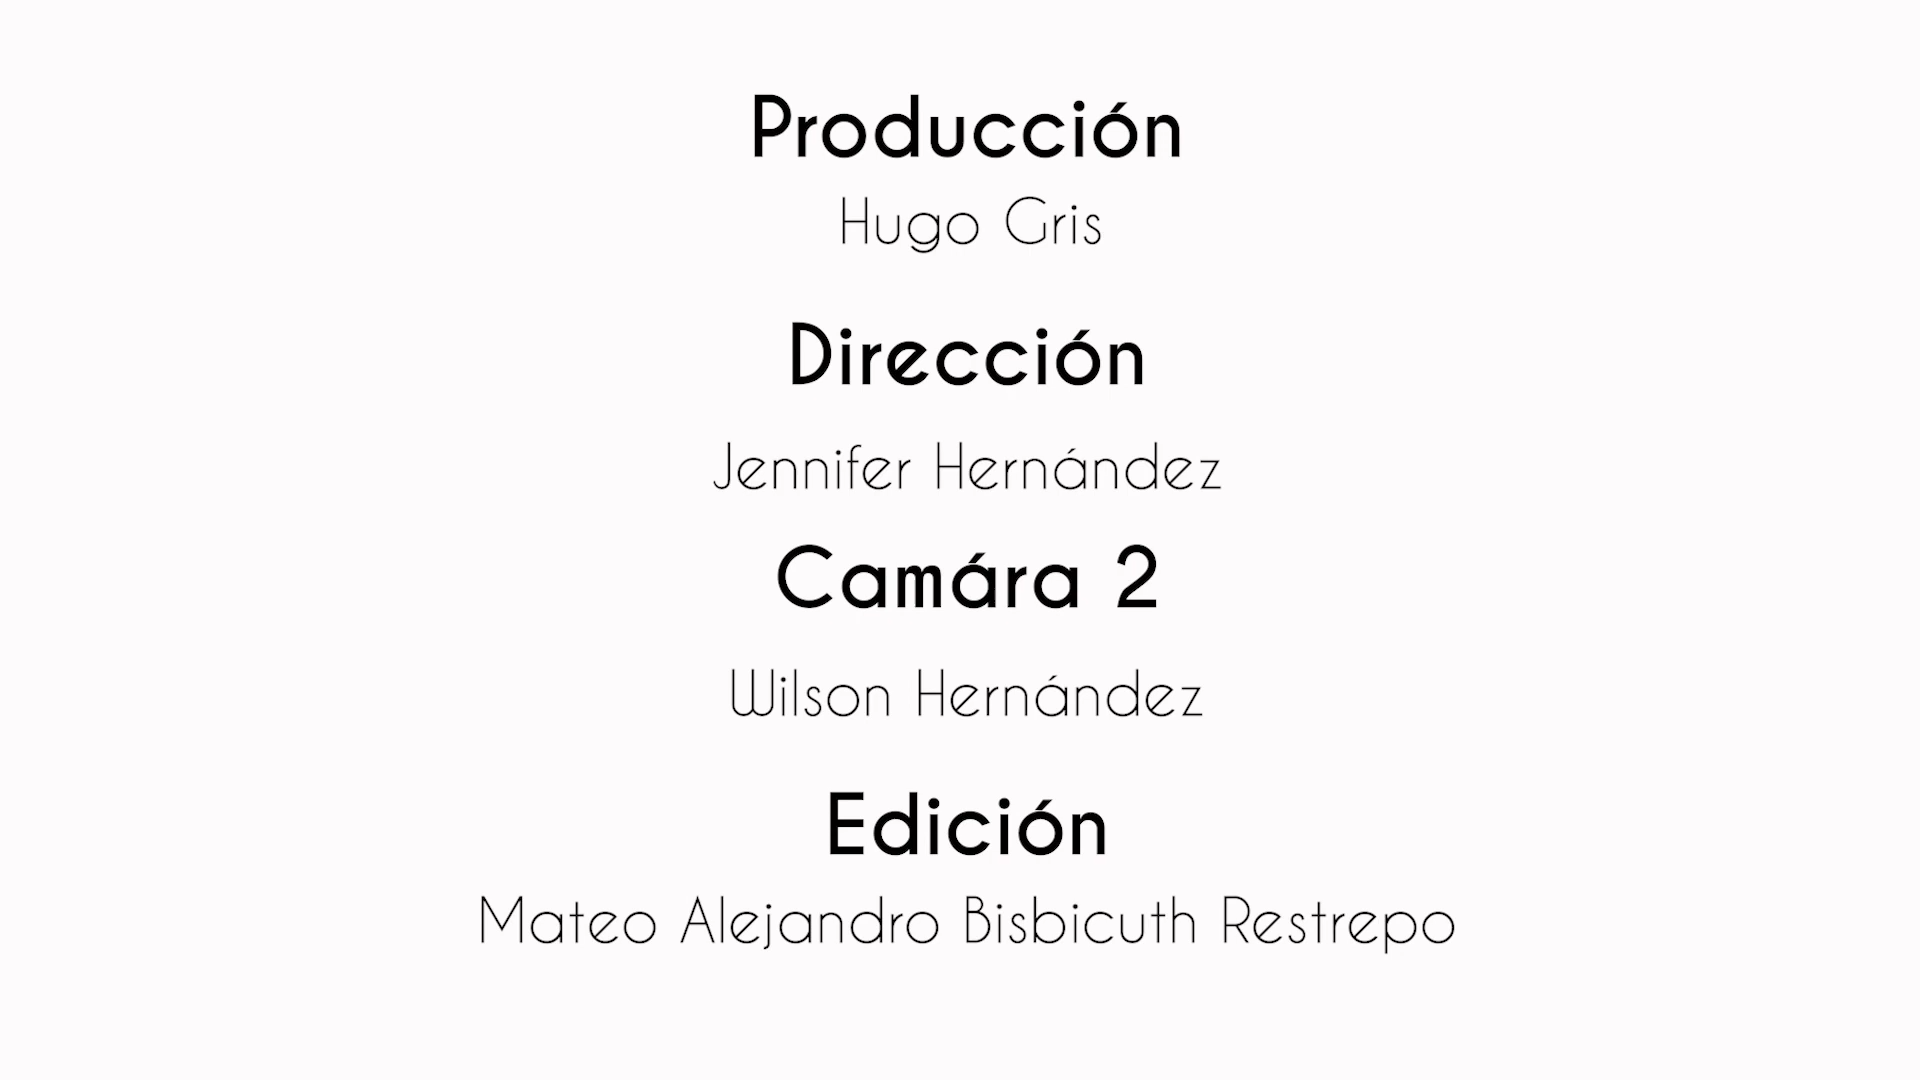 Producción
Hugo Gris
Dirección
Jennifer Hernández
Camára 2
Wilson Hernández
Edición
Mateo Alejandro Bisbicuth Restrepo